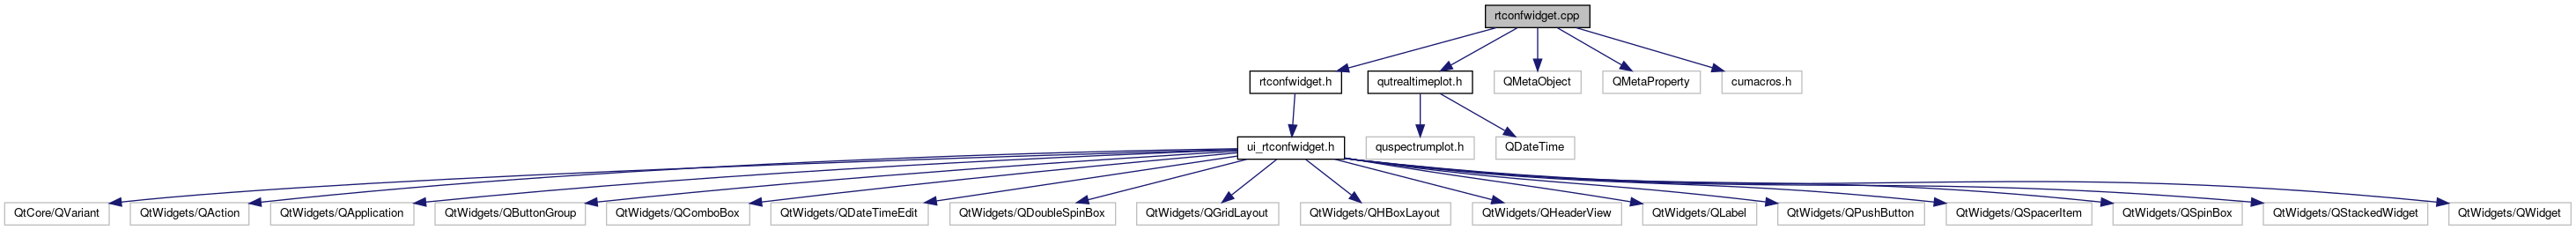 rtconfwidget.cpp
rtconfwidget.h
qutrealtimeplot.h
QMetaObject
QMetaProperty
cumacros.h
ui_rtconfwidget.h
quspectrumplot.h
QDateTime
QtCore/QVariant
QtWidgets/QAction
QtWidgets/QApplication
QtWidgets/QButtonGroup
QtWidgets/QComboBox
QtWidgets/QDateTimeEdit
QtWidgets/QDoubleSpinBox
QtWidgets/QGridLayout
QtWidgets/QHBoxLayout
QtWidgets/QHeaderView
QtWidgets/QLabel
QtWidgets/QPushButton
QtWidgets/QSpacerItem
QtWidgets/QSpinBox
QtWidgets/QStackedWidget
QtWidgets/QWidget